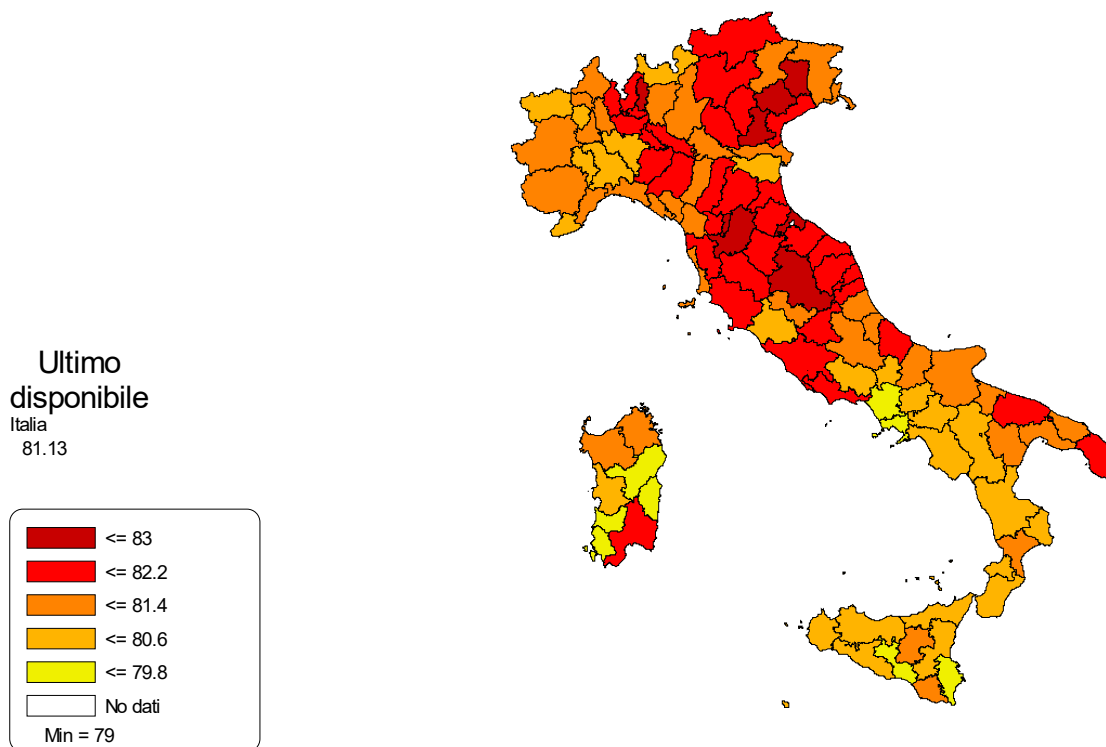 Ultimo
disponibile
Italia
81.13
<= 83
<= 82.2
<= 81.4
<= 80.6
<= 79.8
No dati
Min = 79